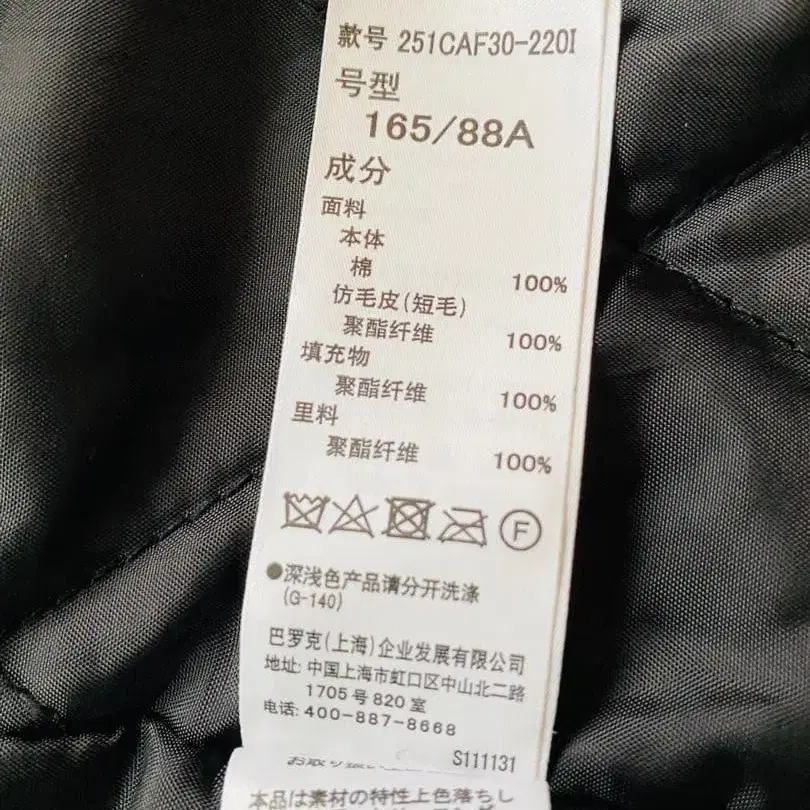 款号 251CAF30-220I
号型
165/88A
成分
面料
本体
棉 100%
仿毛皮(短毛)
聚酯纤维 100%
填充物
聚酯纤维 100%
里料
聚酯纤维 100%
F
●深浅色产品请分开洗涤
(G-140)
巴罗克(上海)企业发展有限公司
地址: 中国上海市虹口区中山北二路
1705号820室
电话: 400-887-8668
S111131
お取り扱い
本品は素材の特性上色落ちし